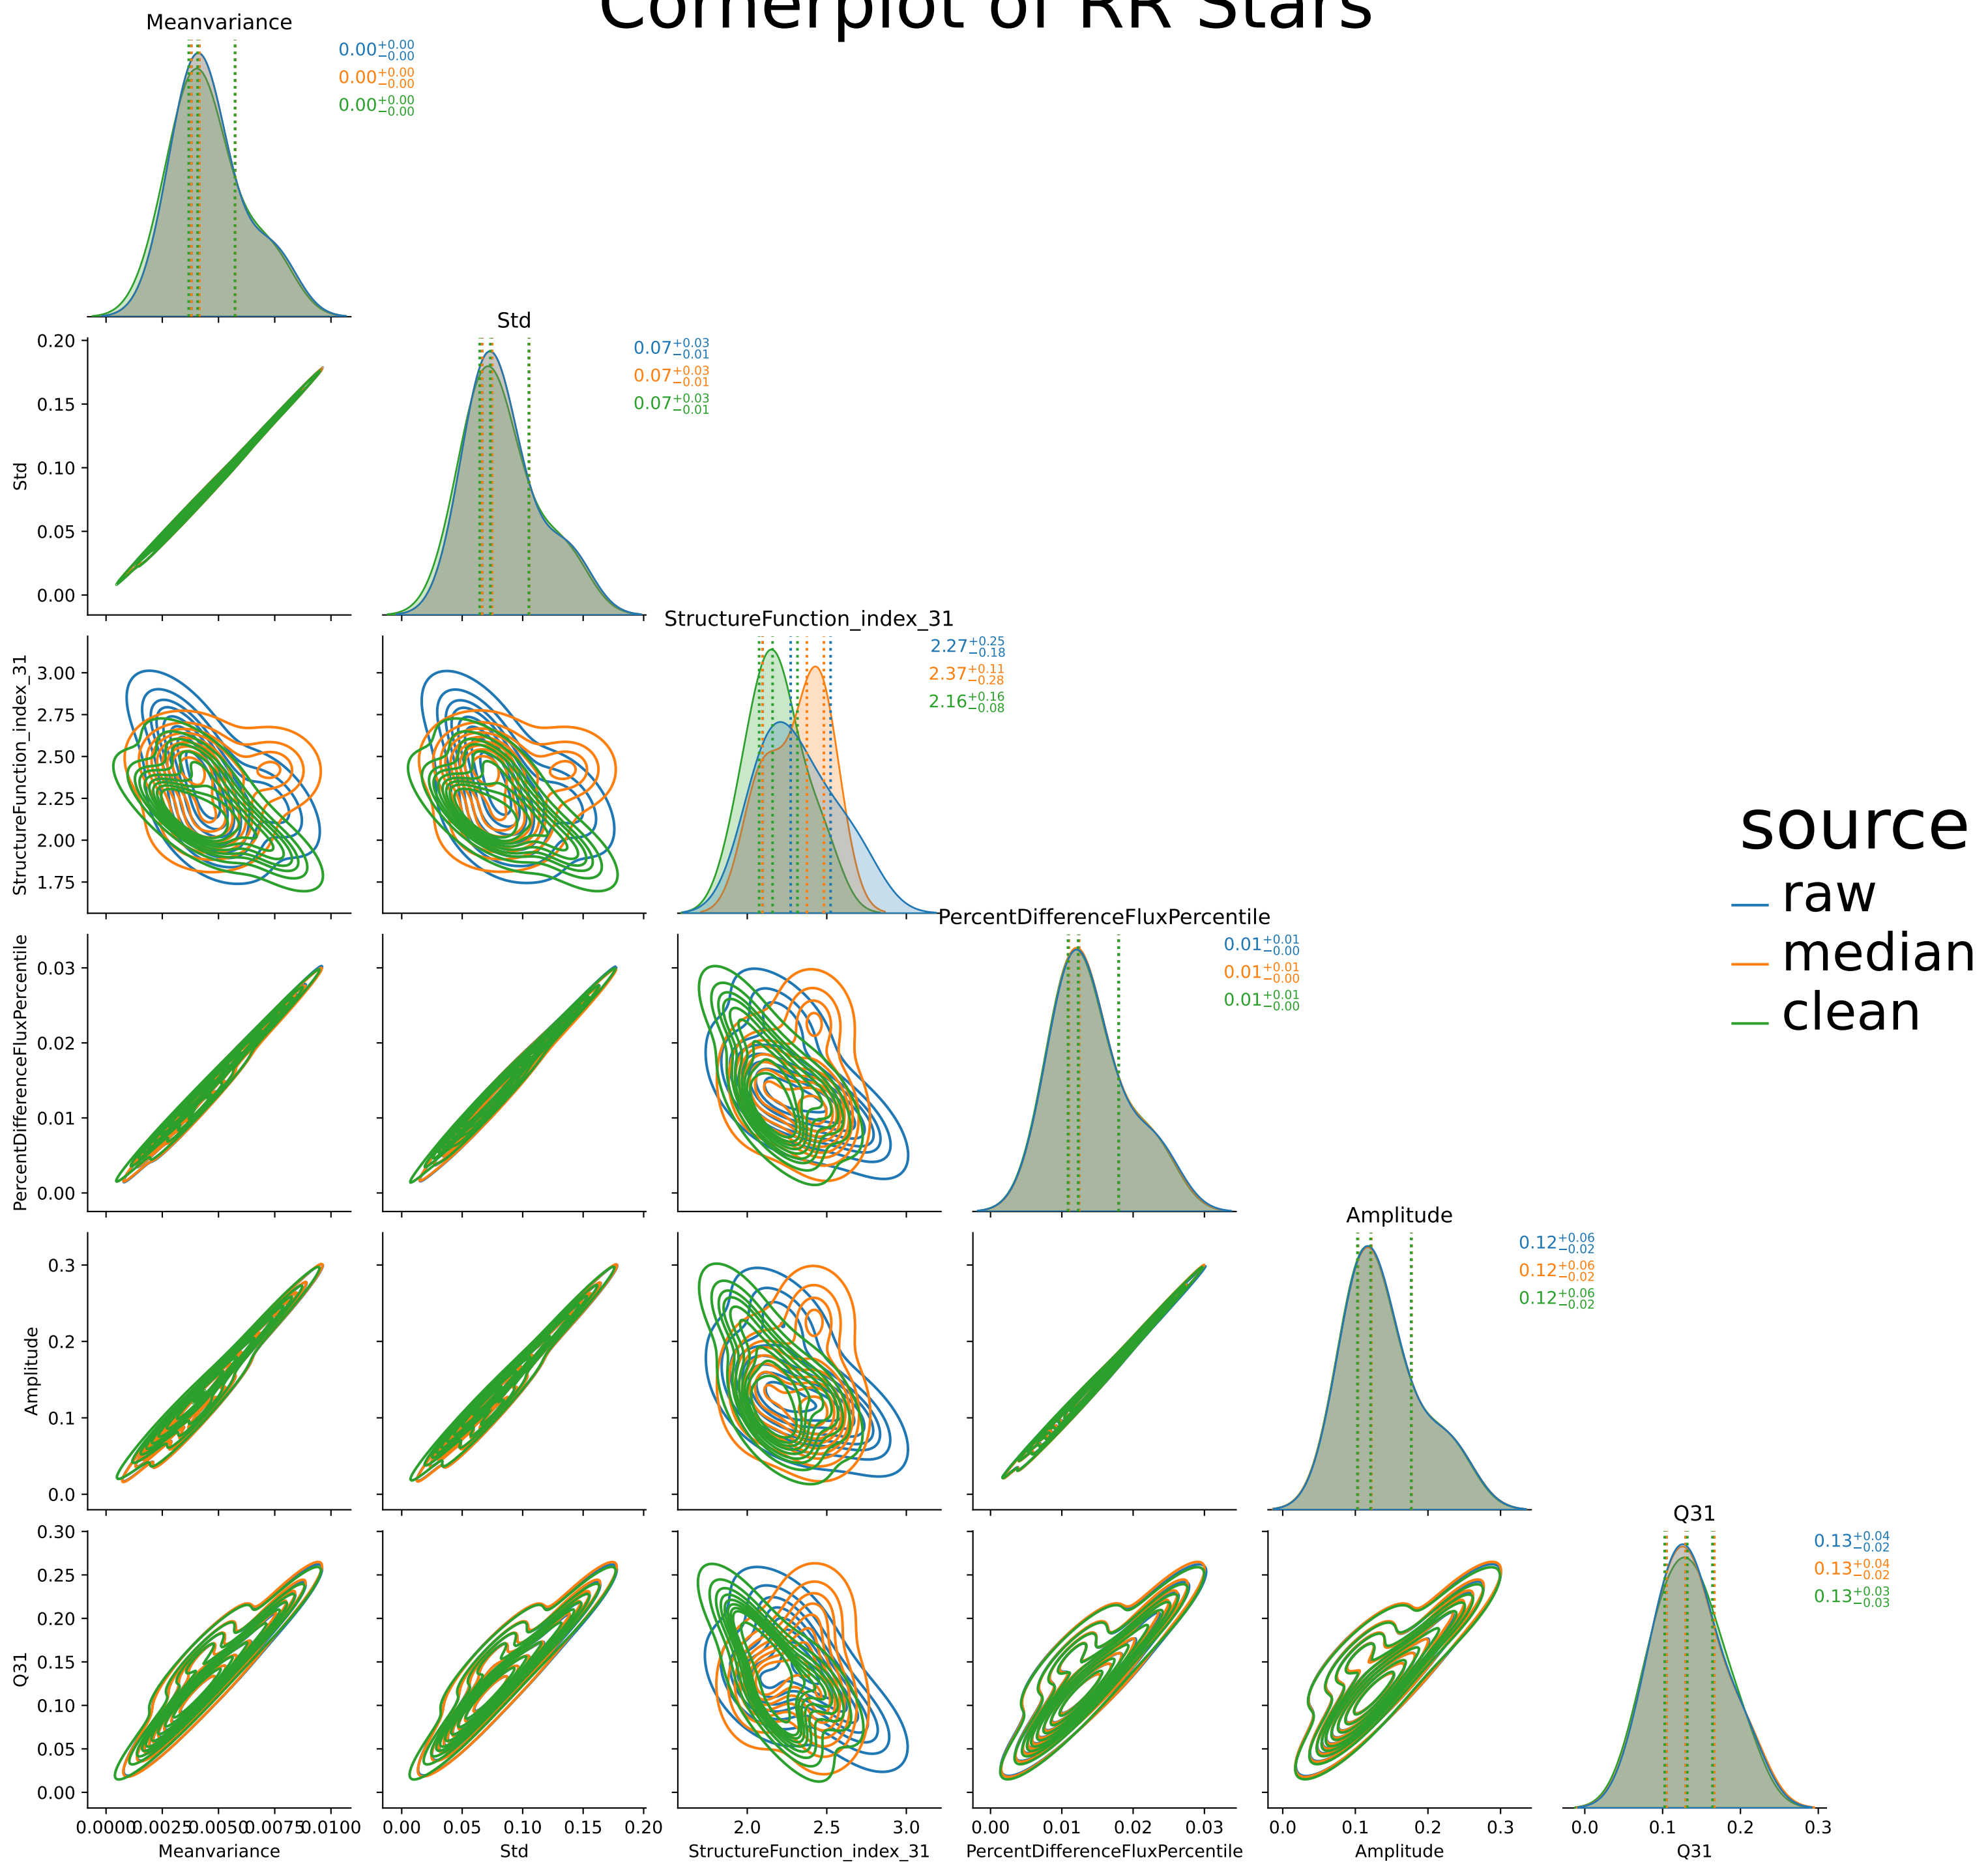 Cornerplot of RR Stars
Meanvariance
0.00+0.00−0.00
0.00+0.00−0.00
0.00+0.00−0.00
Std
0.07+0.03−0.01
0.07+0.03−0.01
0.07+0.03−0.01
0.20
0.15
0.10
0.05
0.00
Std
StructureFunction_index_31
2.27+0.25−0.18
2.37+0.11−0.28
2.16+0.16−0.08
3.00
2.75
2.50
2.25
2.00
1.75
StructureFunction_index_31
PercentDifferenceFluxPercentile
0.01+0.01−0.00
0.01+0.01−0.00
0.01+0.01−0.00
0.03
0.02
0.01
0.00
PercentDifferenceFluxPercentile
source
raw
median
clean
Amplitude
0.12+0.06−0.02
0.12+0.06−0.02
0.12+0.06−0.02
0.3
0.2
0.1
0.0
Amplitude
Q31
0.13+0.04−0.02
0.13+0.04−0.02
0.13+0.03−0.03
0.30
0.25
0.20
0.15
0.10
0.05
0.00
Q31
0.0000 0.0025 0.0050 0.0075 0.0100
Meanvariance
0.00 0.05 0.10 0.15 0.20
Std
2.0 2.5 3.0
StructureFunction_index_31
0.00 0.01 0.02 0.03
PercentDifferenceFluxPercentile
0.0 0.1 0.2 0.3
Amplitude
0.0 0.1 0.2 0.3
Q31